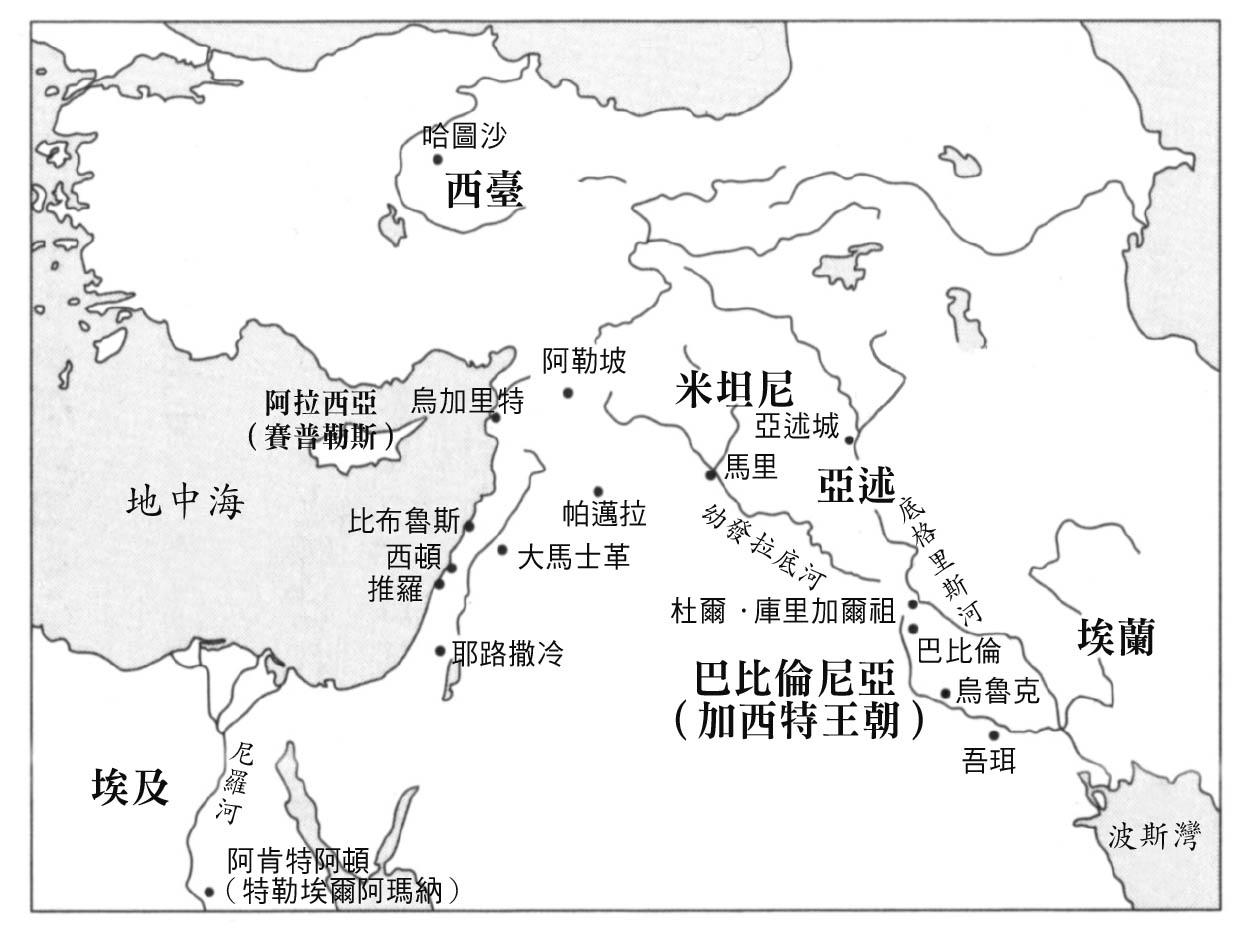 哈圖沙
西臺
阿勒坡
米坦尼
阿拉西亞
（賽普勒斯）
烏加里特
亞述城
馬里
亞述
地中海
帕邁拉
比布魯斯
幼發拉底河
底格里斯河
西頓
大馬士革
推羅
杜爾·庫里加爾祖
埃蘭
耶路撒冷
巴比倫
巴比倫尼亞
（加西特王朝）
烏魯克
吾珥
埃及
尼羅河
波斯灣
阿肯特阿頓
（特勒埃爾阿瑪納）